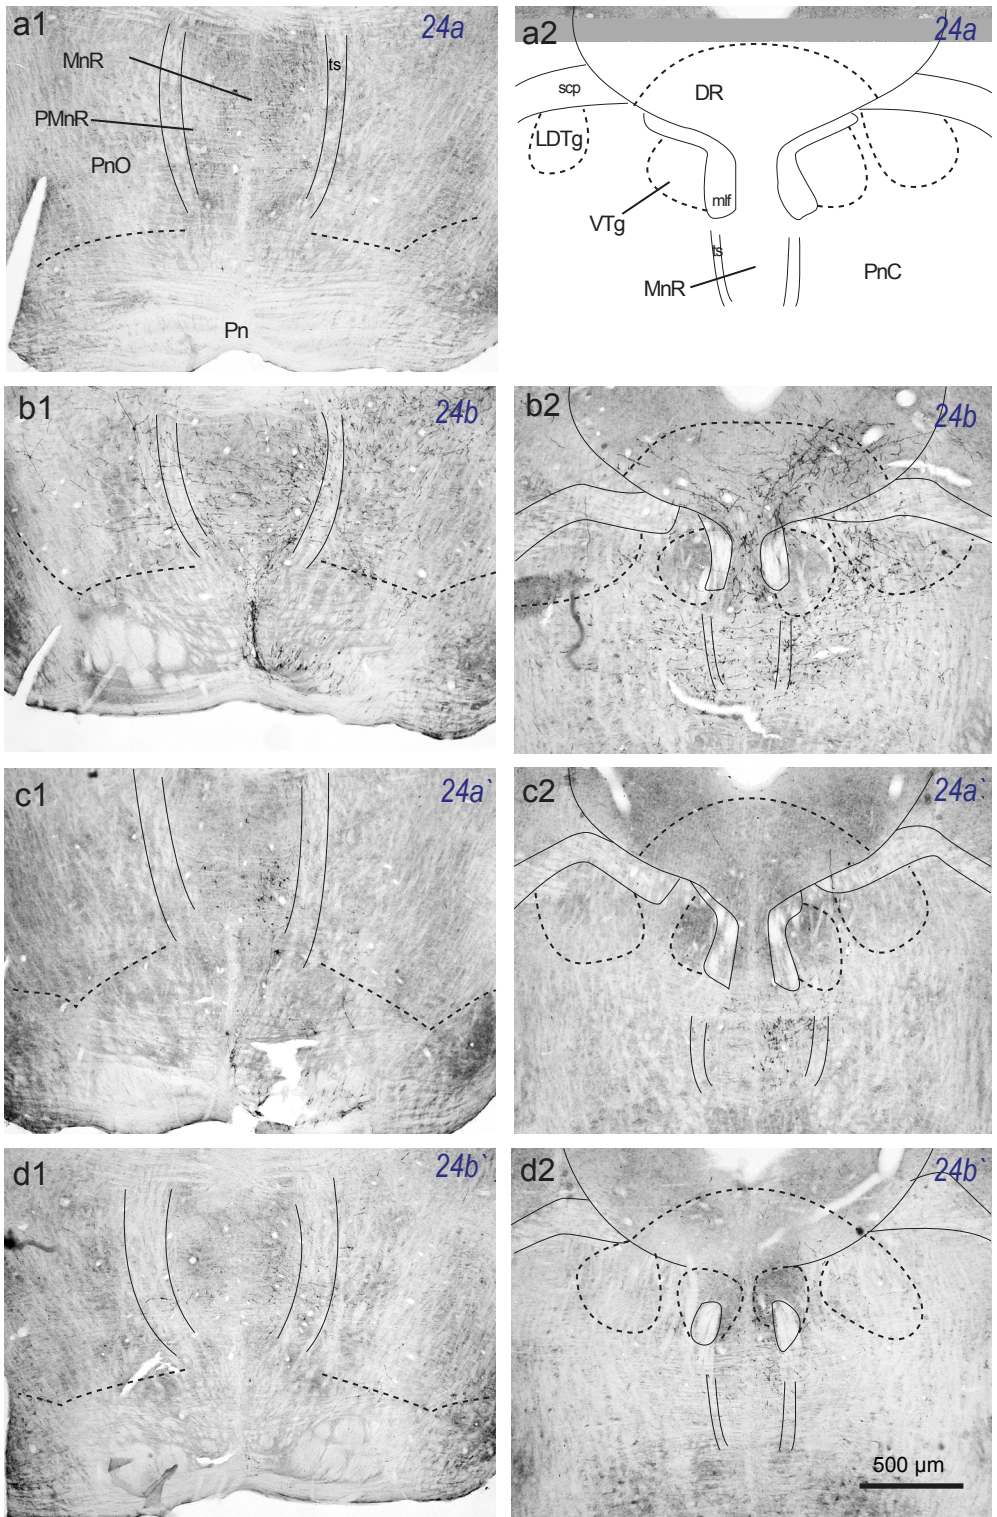 a1
24a
MnR
ts
PMnR
PnO
Pn
a2
24a
scp
DR
LDTg
mlf
VTg
ts
MnR
PnC
b1
24b
b2
24b
c1
24a`
c2
24a`
d1
24b`
d2
24b`
500 µm